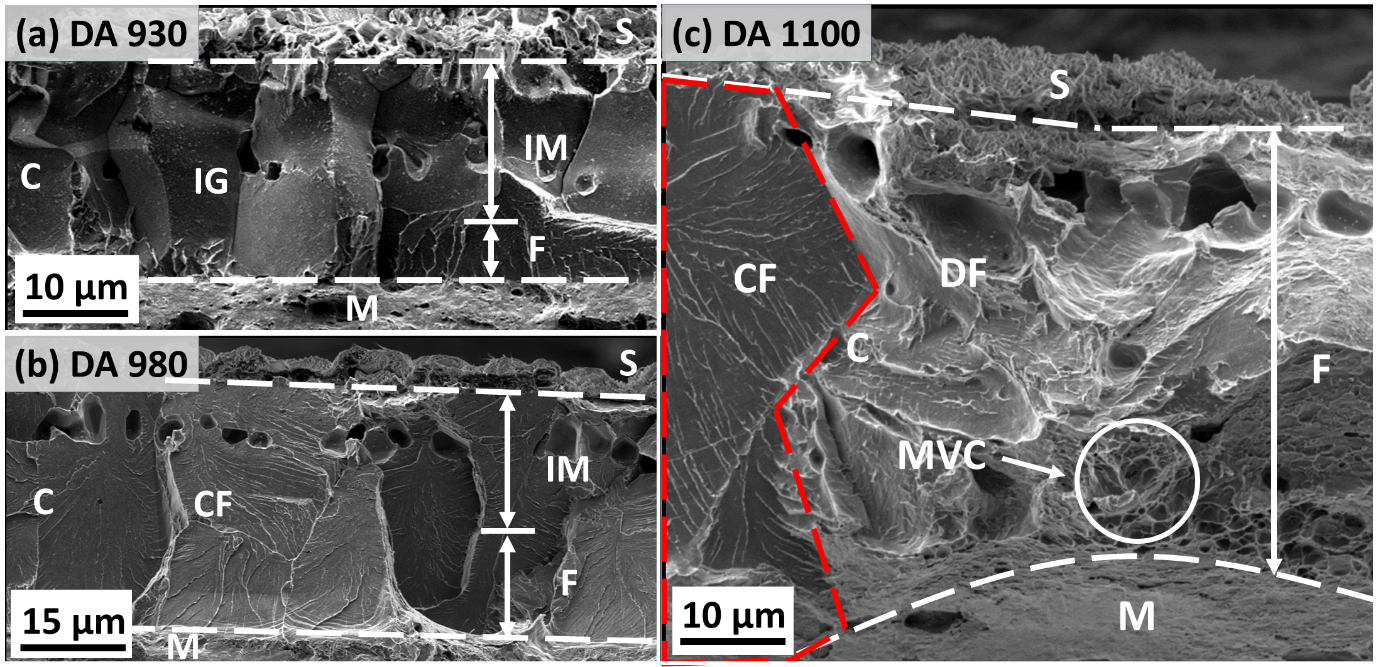 (a) DA 930
S
C
IG
IM
F
10 µm
M
(b) DA 980
S
C
CF
IM
F
15 µm
M
(c) DA 1100
S
CF
DF
C
F
MVC
10 µm
M